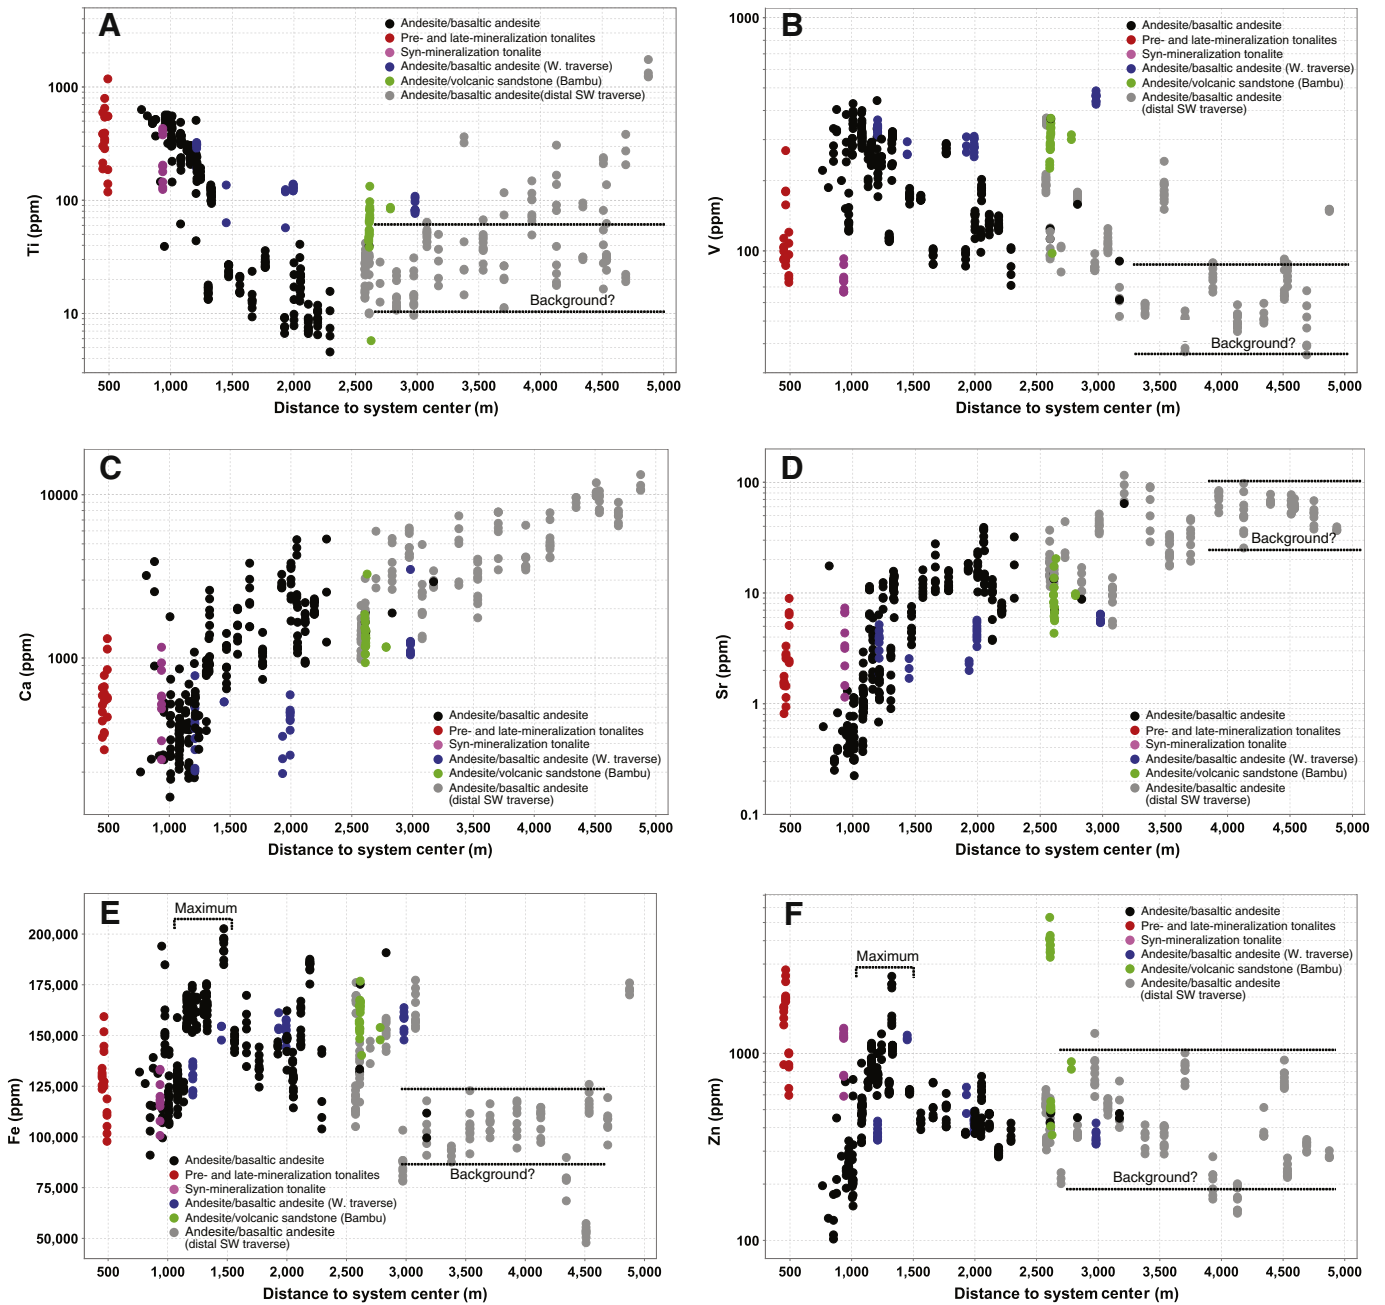 A
Andesite/basaltic andesite
Pre- and late-mineralization tonalites
Syn-mineralization tonalite
Andesite/basaltic andesite (W. traverse)
Andesite/volcanic sandstone (Bambu)
Andesite/basaltic andesite(distal SW traverse)
1000
100
10
Ti (ppm)
Background?
500 1,000 1,500 2,000 2,500 3,000 3,500 4,000 4,500 5,000
Distance to system center (m)
B
Andesite/basaltic andesite
Pre- and late-mineralization tonalites
Syn-mineralization tonalite
Andesite/basaltic andesite (W. traverse)
Andesite/volcanic sandstone (Bambu)
Andesite/basaltic andesite
(distal SW traverse)
1000
100
V (ppm)
Background?
500 1,000 1,500 2,000 2,500 3,000 3,500 4,000 4,500 5,000
Distance to system center (m)
C
10000
1000
Ca (ppm)
Andesite/basaltic andesite
Pre- and late-mineralization tonalites
Syn-mineralization tonalite
Andesite/basaltic andesite (W. traverse)
Andesite/volcanic sandstone (Bambu)
Andesite/basaltic andesite
(distal SW traverse)
500 1,000 1,500 2,000 2,500 3,000 3,500 4,000 4,500 5,000
Distance to system center (m)
D
100
10
1
0.1
Sr (ppm)
Background?
Andesite/basaltic andesite
Pre- and late-mineralization tonalites
Syn-mineralization tonalite
Andesite/basaltic andesite (W. traverse)
Andesite/volcanic sandstone (Bambu)
Andesite/basaltic andesite
(distal SW traverse)
500 1,000 1,500 2,000 2,500 3,000 3,500 4,000 4,500 5,000
Distance to system center (m)
E
Maximum
200,000
175,000
150,000
125,000
100,000
75,000
50,000
Fe (ppm)
Background?
Andesite/basaltic andesite
Pre- and late-mineralization tonalites
Syn-mineralization tonalite
Andesite/basaltic andesite (W. traverse)
Andesite/volcanic sandstone (Bambu)
Andesite/basaltic andesite
(distal SW traverse)
500 1,000 1,500 2,000 2,500 3,000 3,500 4,000 4,500 5,000
Distance to system center (m)
F
Andesite/basaltic andesite
Pre- and late-mineralization tonalites
Syn-mineralization tonalite
Andesite/basaltic andesite (W. traverse)
Andesite/volcanic sandstone (Bambu)
Andesite/basaltic andesite
(distal SW traverse)
Maximum
1000
100
Zn (ppm)
Background?
500 1,000 1,500 2,000 2,500 3,000 3,500 4,000 4,500 5,000
Distance to system center (m)